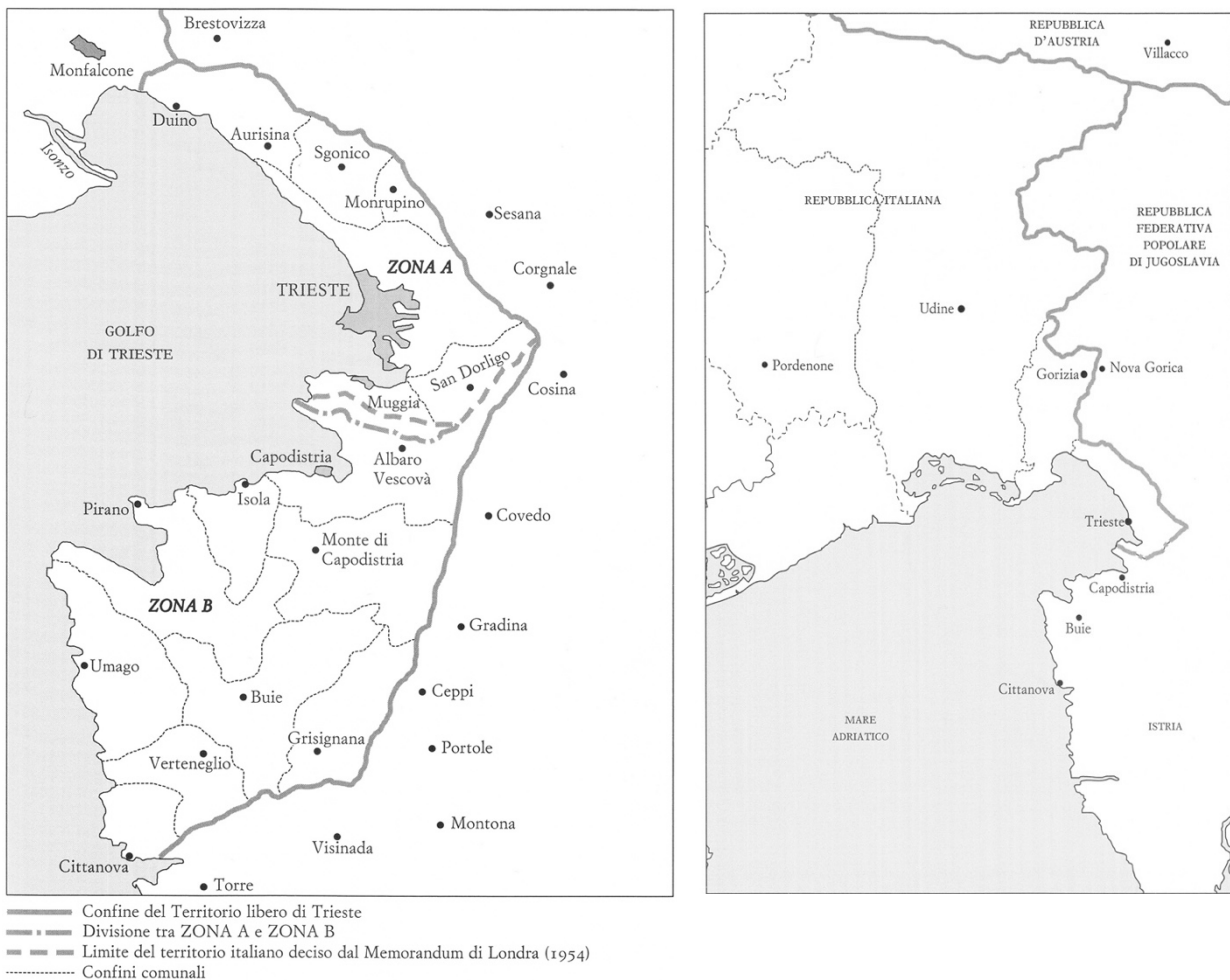 Brestovizza
Monfalcone
Duino
Isonzo
Aurisina
Sgonico
Monrupino
Sesana
ZONA A
Corgnale
TRIESTE
GOLFO
DI TRIESTE
San Dorligo
Cosina
Muggia
Capodistria
Albaro
Vescovà
Isola
Pirano
Covedo
Monte di
Capodistria
ZONA B
Gradina
Umago
Buie
Ceppi
Grisignana
Portole
Verteneglio
Montona
Visinada
Cittanova
Torre
Confine del Territorio libero di Trieste
Divisione tra ZONA A e ZONA B
Limite del territorio italiano deciso dal Memorandum di Londra (1954)
Confini comunali
REPUBBLICA
D'AUSTRIA
Villacco
REPUBBLICA ITALIANA
REPUBBLICA
FEDERATIVA
POPOLARE
DI JUGOSLAVIA
Udine
Pordenone
Gorizia
Nova Gorica
Trieste
Capodistria
Buie
Cittanova
MARE
ADRIATICO
ISTRIA